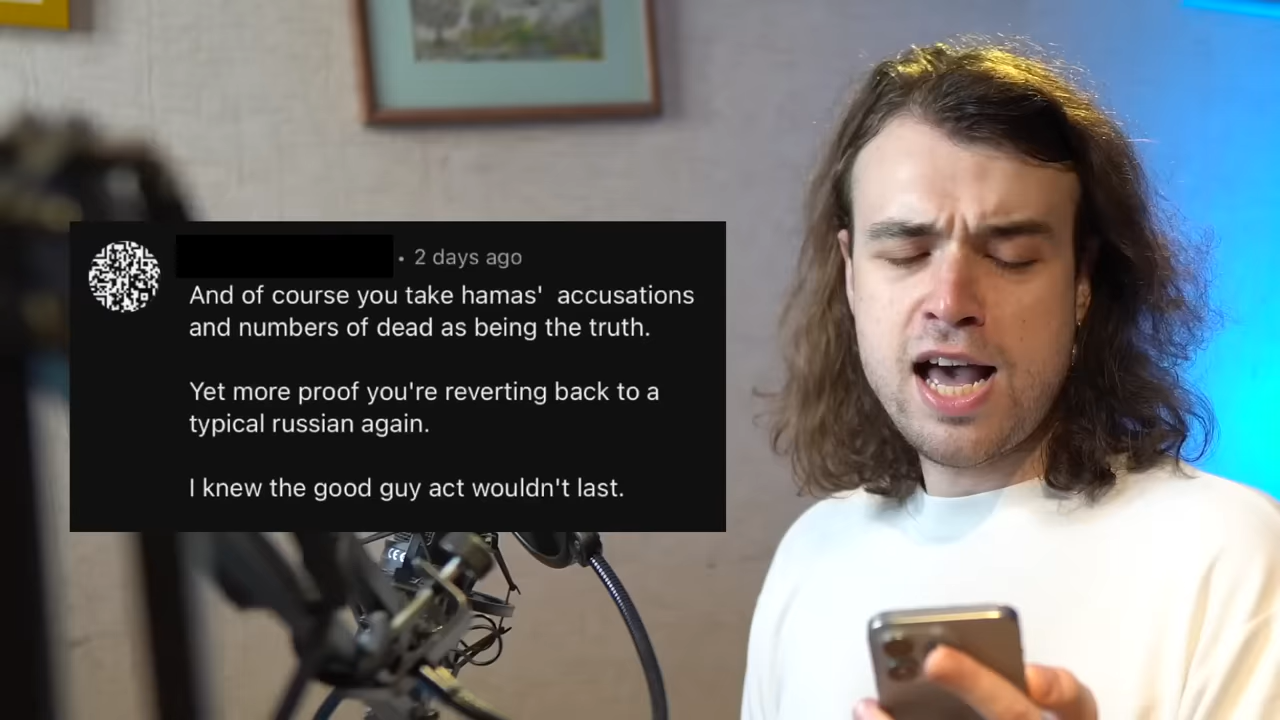 • 2 days ago
And of course you take hamas'  accusations
and numbers of dead as being the truth.
Yet more proof you're reverting back to a
typical russian again.
I knew the good guy act wouldn't last.